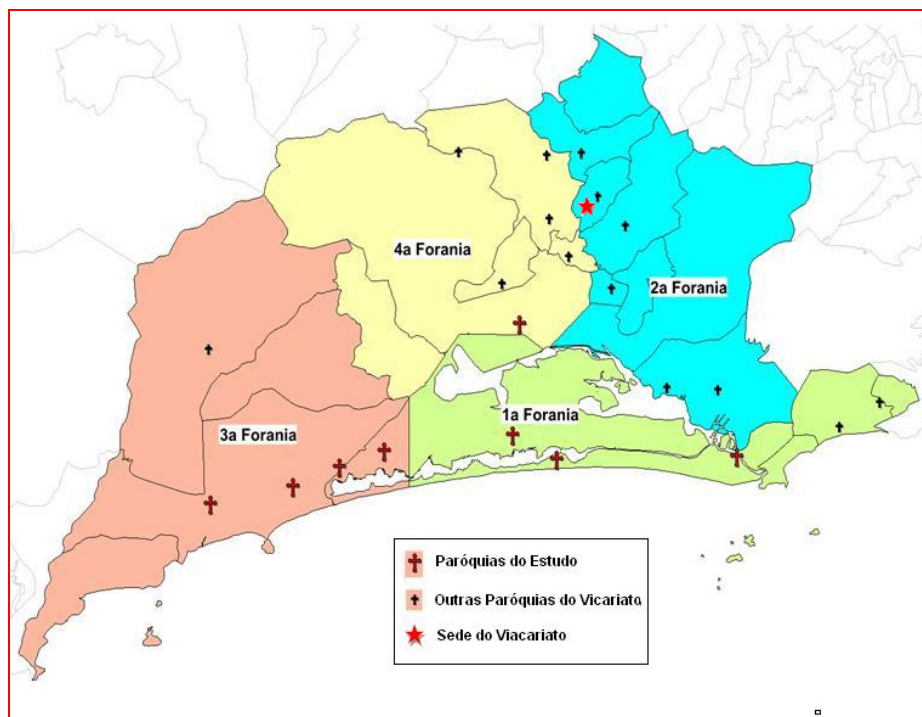 4a Forania
2a Forania
1a Forania
3a Forania
Paróquias do Estudo
Outras Paróquias do Vicariato
Sede do Viacariato